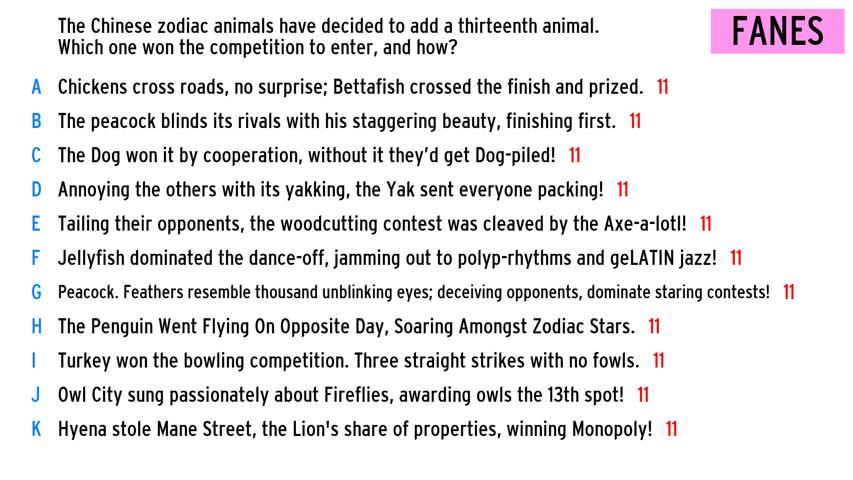 The Chinese zodiac animals have decided to add a thirteenth animal.
Which one won the competition to enter, and how?
FANES
A Chickens cross roads, no surprise; Bettafish crossed the finish and prized. 11
B The peacock blinds its rivals with his staggering beauty, finishing first. 11
C The Dog won it by cooperation, without it they'd get Dog-piled! 11
D Annoying the others with its yakking, the Yak sent everyone packing! 11
E Tailing their opponents, the woodcutting contest was cleaved by the Axe-a-lotl! 11
F Jellyfish dominated the dance-off, jamming out to polyp-rhythms and geLATIN jazz! 11
G Peacock. Feathers resemble thousand unblinking eyes; deceiving opponents, dominate staring contests! 11
H The Penguin Went Flying On Opposite Day, Soaring Amongst Zodiac Stars. 11
I Turkey won the bowling competition. Three straight strikes with no fowls. 11
J Owl City sung passionately about Fireflies, awarding owls the 13th spot! 11
K Hyena stole Mane Street, the Lion's share of properties, winning Monopoly! 11